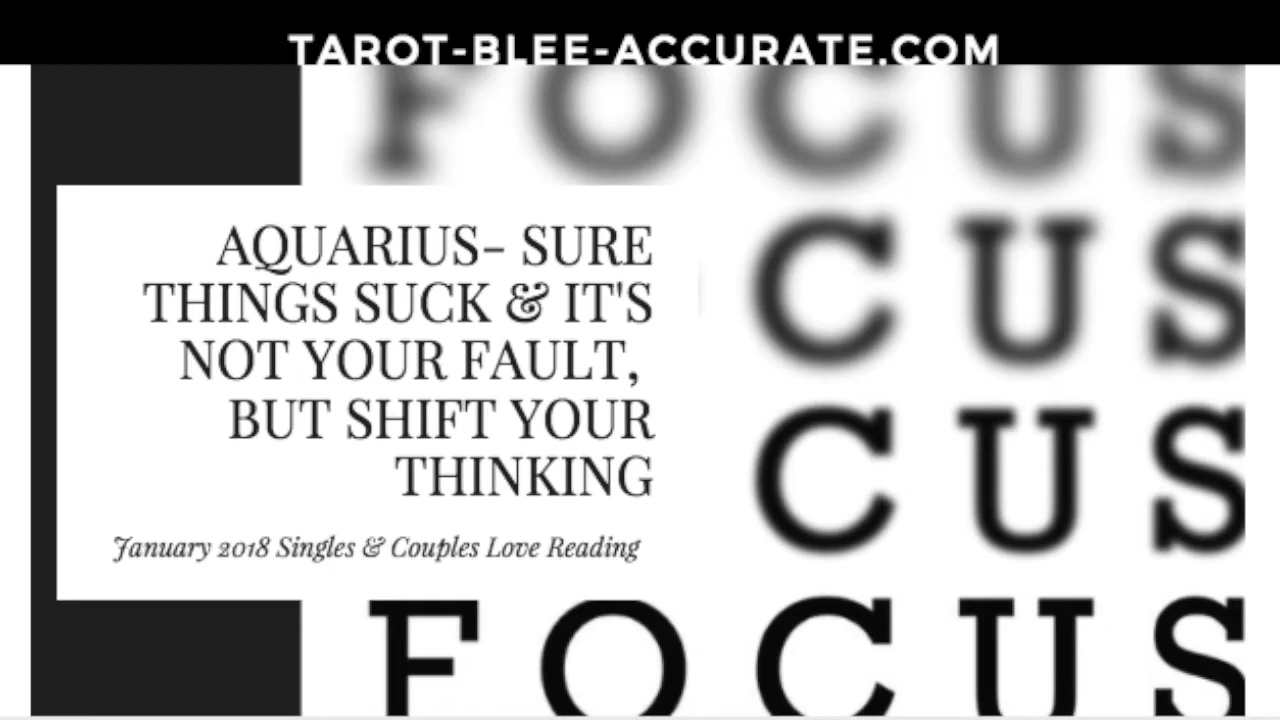 TAROT-BLEE-ACCURATE.COM
FOCUS
AQUARIUS- SURE
THINGS SUCK & IT'S
NOT YOUR FAULT,
BUT SHIFT YOUR
THINKING
January 2018 Singles & Couples Love Reading
CUS
CUS
FOCUS